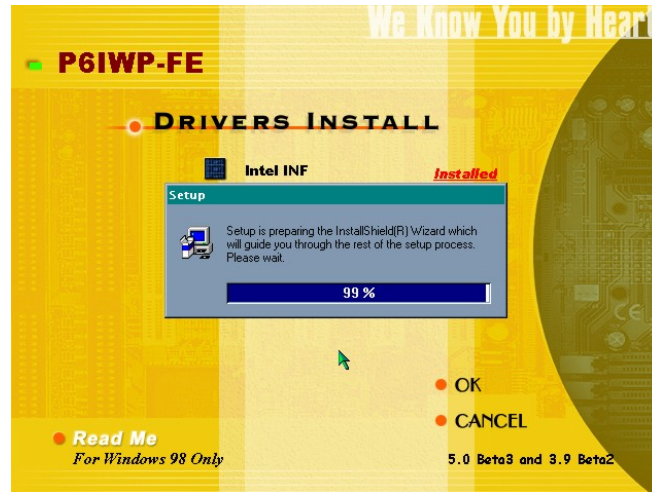 We Know You by Heart
P6IWP-FE
DRIVERS INSTALL
Intel INF
Installed
Setup
Setup is preparing the InstallShield(R) Wizard which
will guide you through the rest of the setup process.
Please wait.
99 %
OK
CANCEL
Read Me
For Windows 98 Only
5.0 Beta3 and 3.9 Beta2